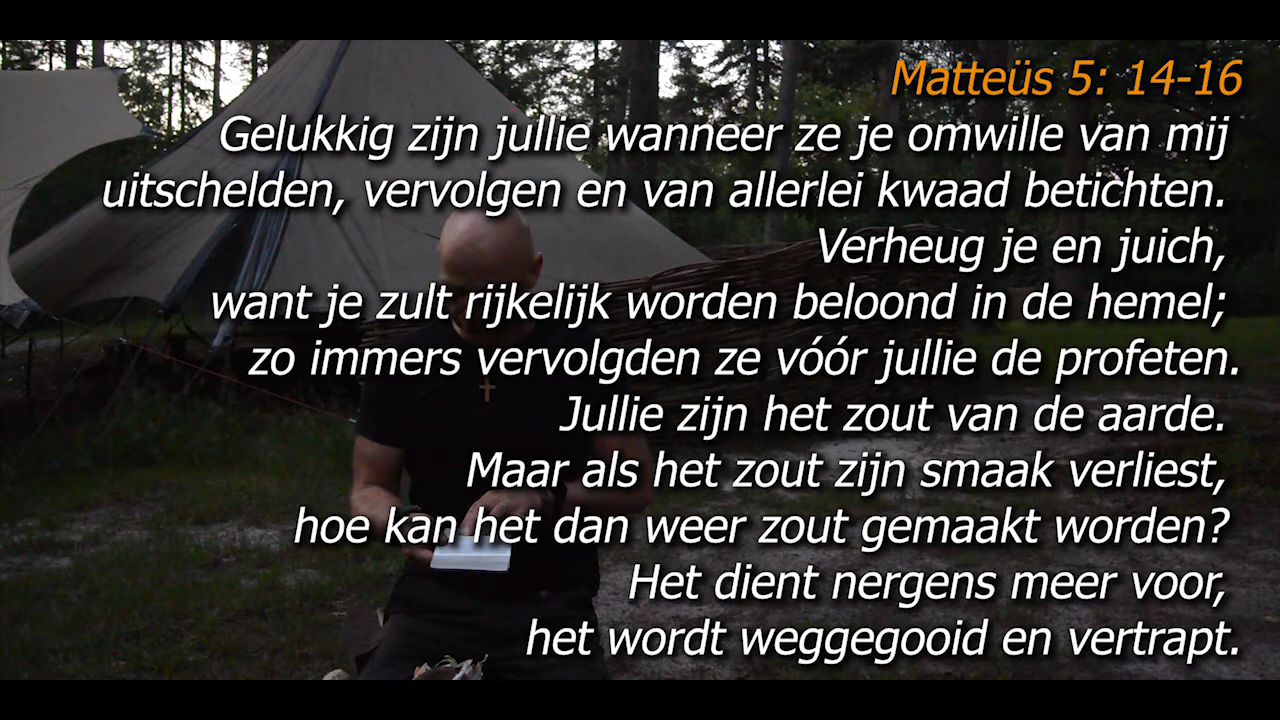 Matteüs 5: 14-16
Gelukkig zijn jullie wanneer ze je omwille van mij
uitschelden, vervolgen en van allerlei kwaad betichten.
Verheug je en juich,
want je zult rijkelijk worden beloond in de hemel;
zo immers vervolgden ze vóór jullie de profeten.
Jullie zijn het zout van de aarde.
Maar als het zout zijn smaak verliest,
hoe kan het dan weer zout gemaakt worden?
Het dient nergens meer voor,
het wordt weggegooid en vertrapt.